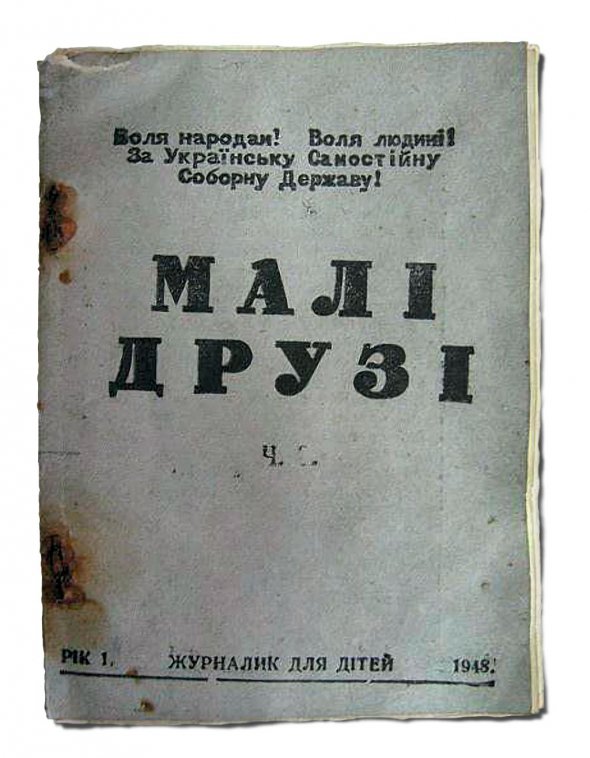 Воля народам! Воля людині!
За Українську Самостійну
Соборну Державу!
МАЛІ
ДРУЗІ
Ч.
РІК 1. ЖУРНАЛИК ДЛЯ ДІТЕЙ 1948.